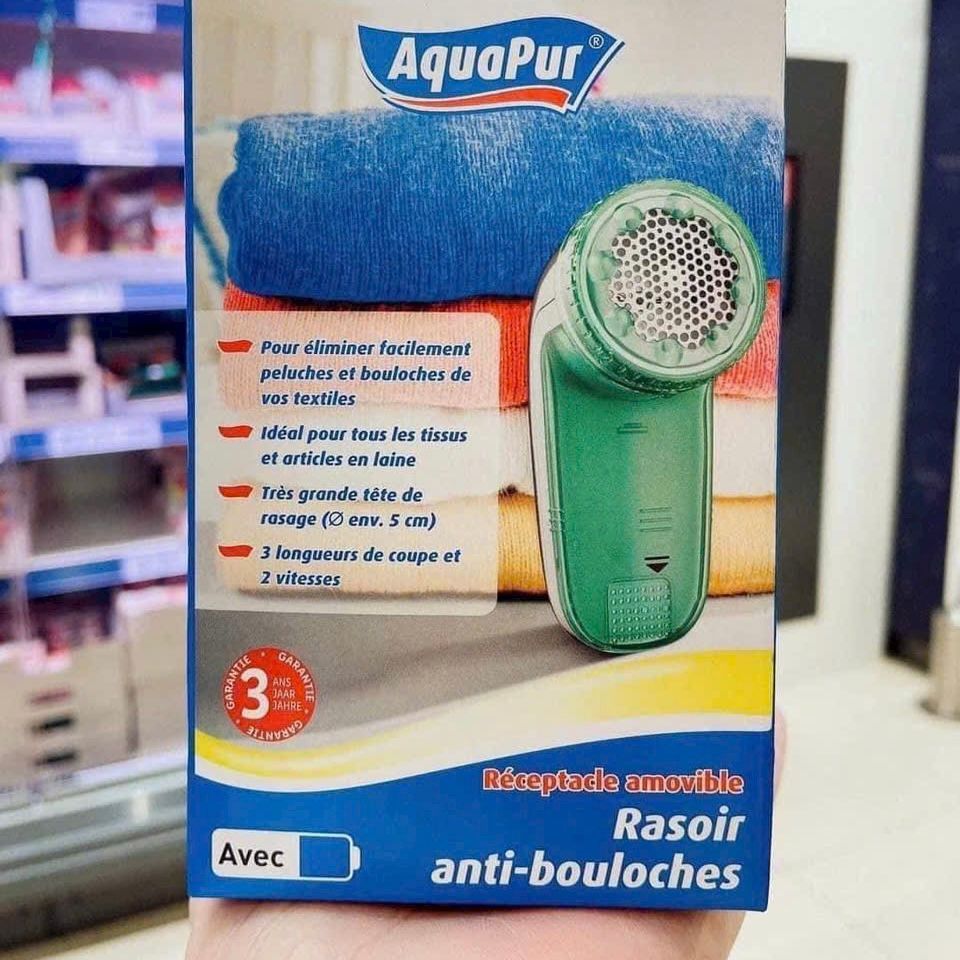 AquaPur®
Pour éliminer facilement
peluches et bouloches de
vos textiles
Idéal pour tous les tissus
et articles en laine
Très grande tête de
rasage (Ø env. 5 cm)
3 longueurs de coupe et
2 vitesses
GARANTIE • GARANTIE • GARANTIE
3 ANS
JAAR
JAHRE
Réceptacle amovible
Rasoir
anti-bouloches
Avec